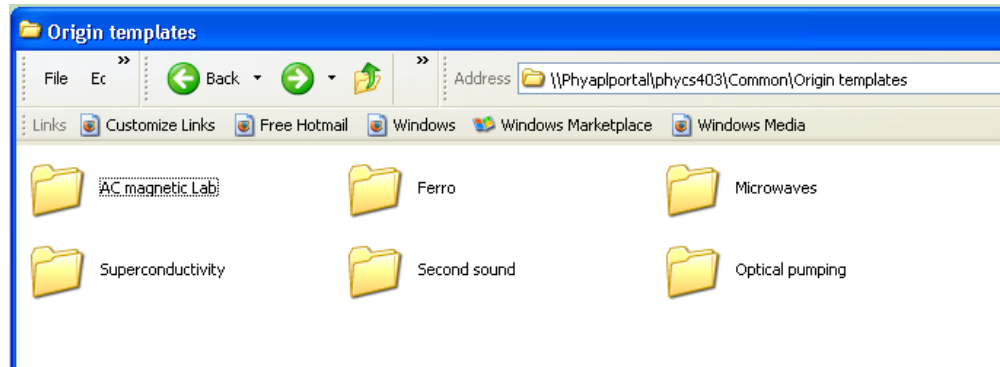 Origin templates
File Ec » Back » Address \\Phyaplportal\phycs403\Common\Origin templates
Links Customize Links Free Hotmail Windows Windows Marketplace Windows Media
AC magnetic Lab Ferro Microwaves
Superconductivity Second sound Optical pumping